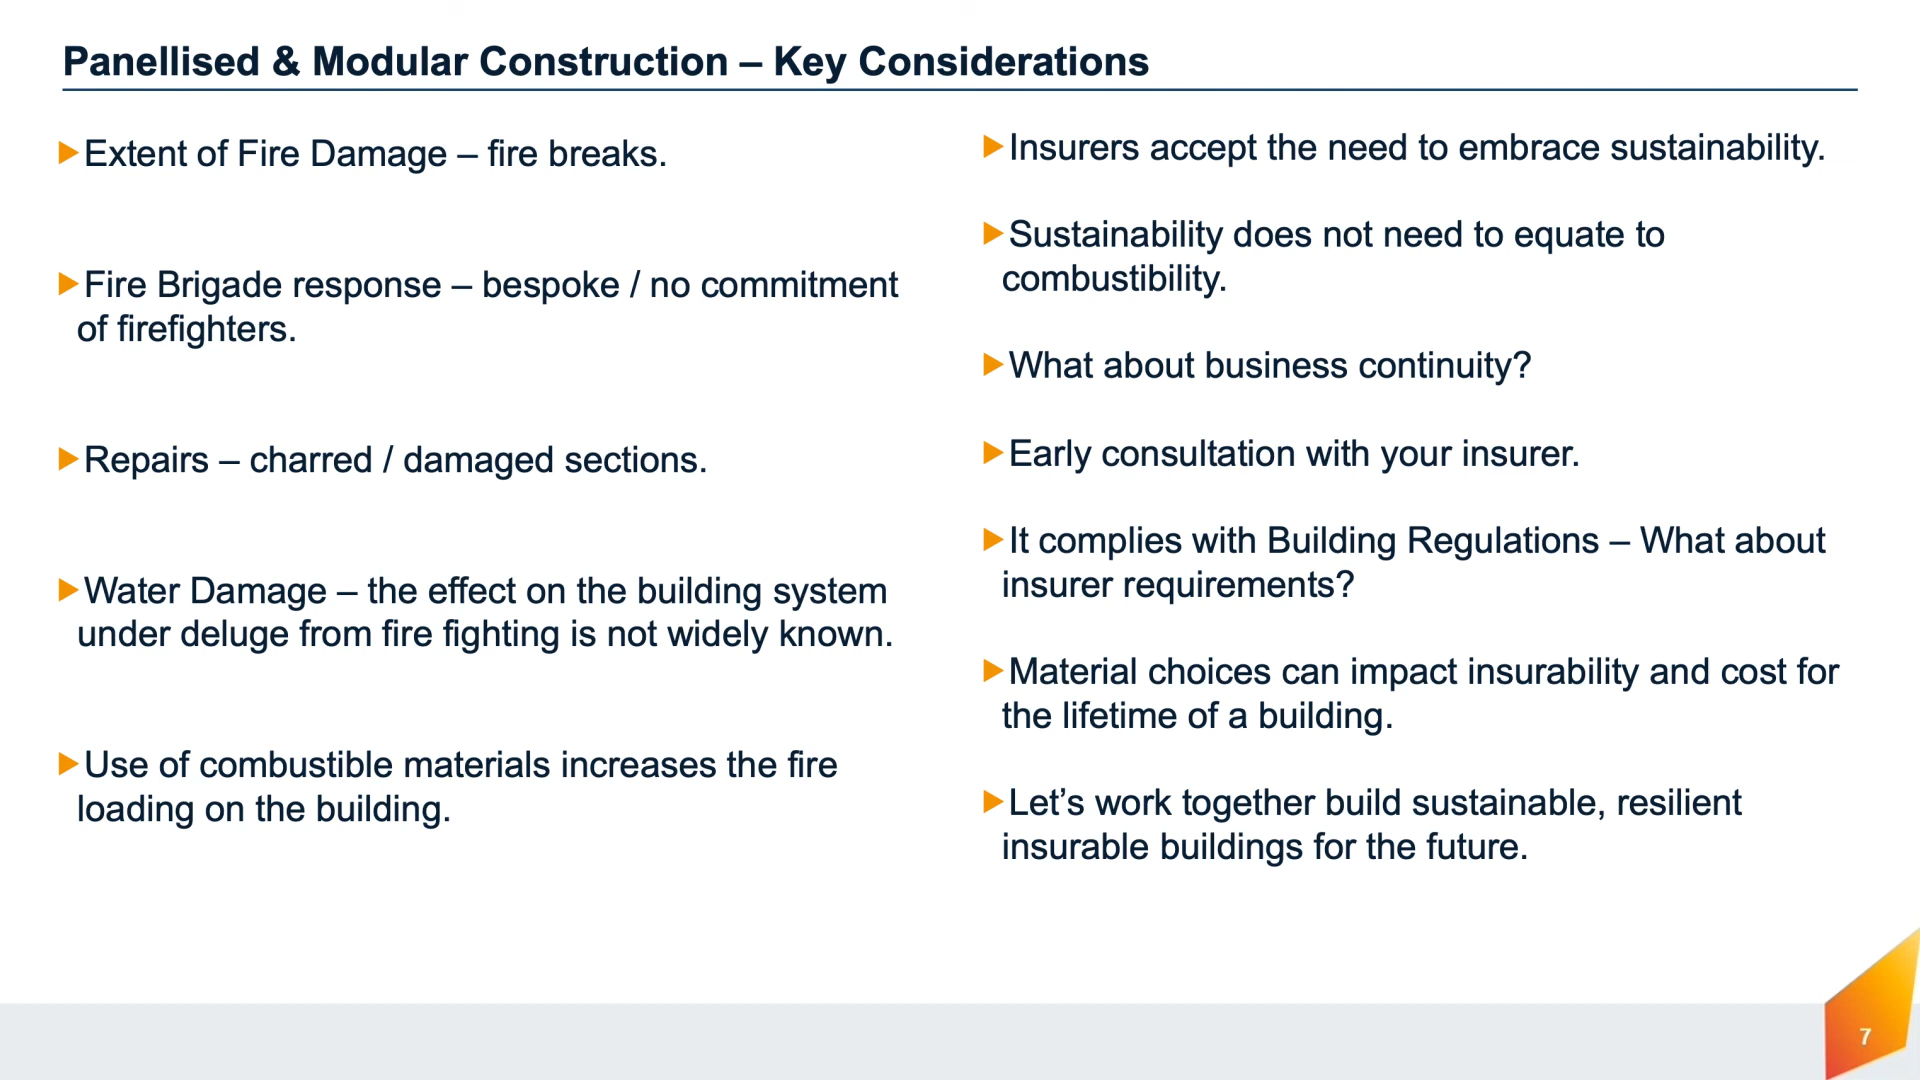 Panellised & Modular Construction – Key Considerations
Extent of Fire Damage – fire breaks.
Fire Brigade response – bespoke / no commitment
of firefighters.
Repairs – charred / damaged sections.
Water Damage – the effect on the building system
under deluge from fire fighting is not widely known.
Use of combustible materials increases the fire
loading on the building.
Insurers accept the need to embrace sustainability.
Sustainability does not need to equate to
combustibility.
What about business continuity?
Early consultation with your insurer.
It complies with Building Regulations – What about
insurer requirements?
Material choices can impact insurability and cost for
the lifetime of a building.
Let’s work together build sustainable, resilient
insurable buildings for the future.
7